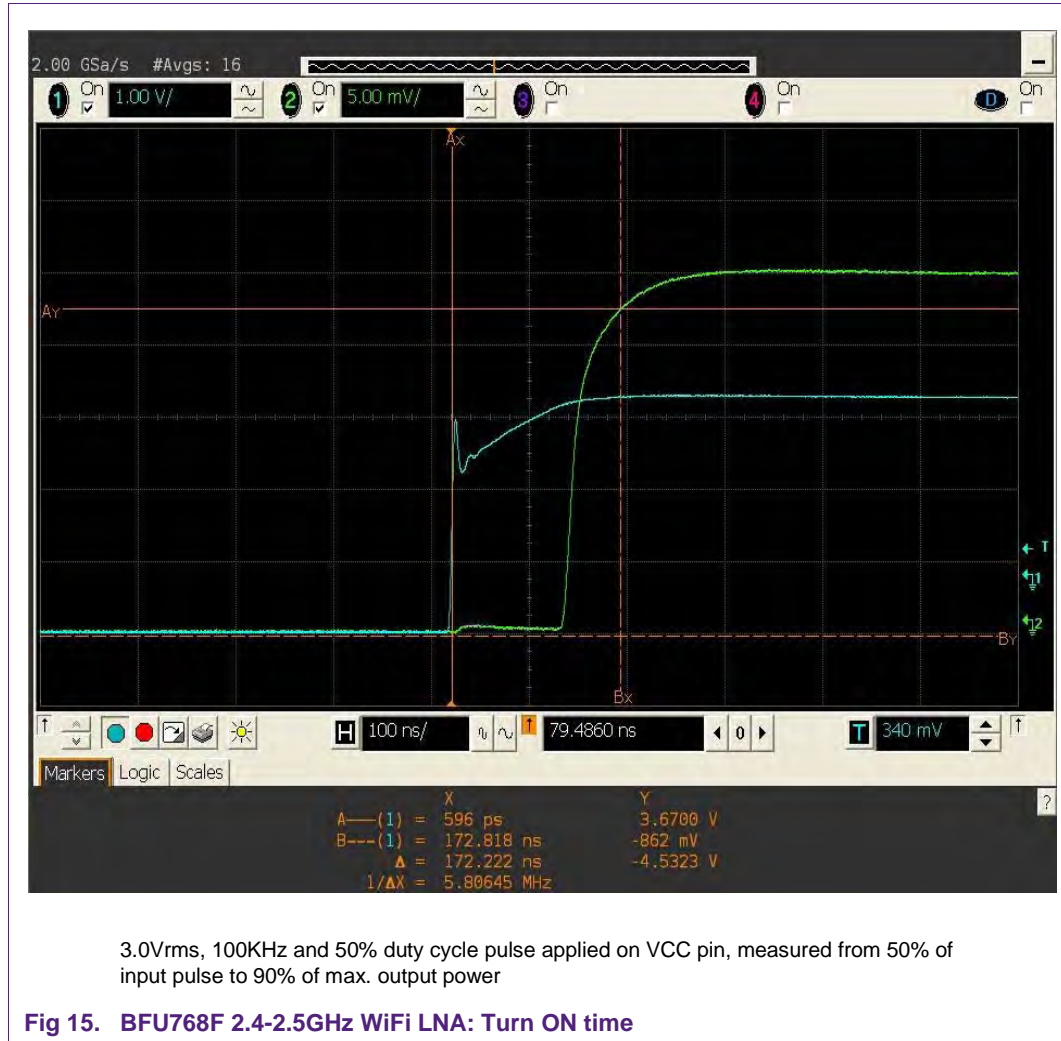 2.00 GSa/s #Avgs: 16
1 On 1.00 V/ 2 On 5.00 mV/ 3 On 4 On D On
Ax
AY
T
1
2
BY
Bx
H 100 ns/ 79.4860 ns 0 T 340 mV
Markers Logic Scales
?
X Y
A——(1) = 596 ps 3.6700 V
B---(1) = 172.818 ns -862 mV
Δ = 172.222 ns -4.5323 V
1/ΔX = 5.80645 MHz
3.0Vrms, 100KHz and 50% duty cycle pulse applied on VCC pin, measured from 50% of
input pulse to 90% of max. output power
Fig 15. BFU768F 2.4-2.5GHz WiFi LNA: Turn ON time